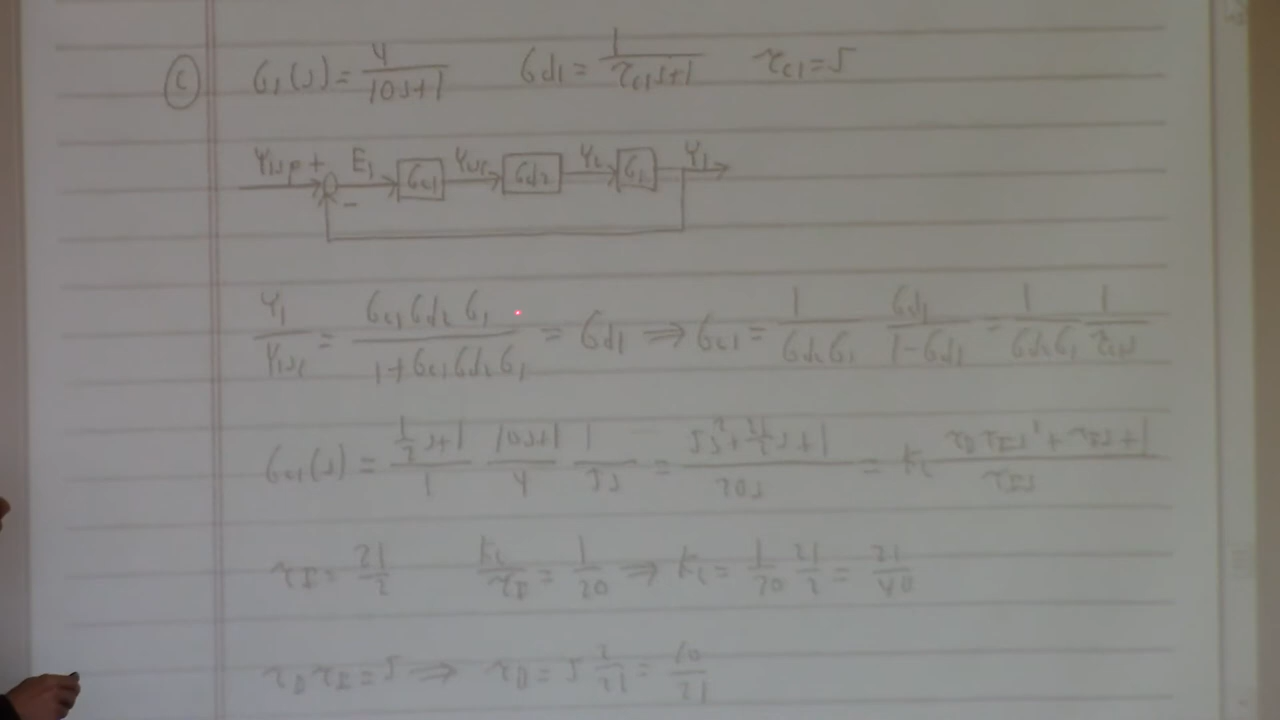 (c) G1(s) = 4/(10s+1) Gd1 = 1/(τc1s+1) τc1 = 5
Y1sp + E1 Gc1 Gd2 Y2 G1 Y1
-
Y1/ = Gc1Gd2G1/(1+Gc1Gd2G1) = Gd1 ⇒ Gc1 = 1/(Gd2G1) Gd1/(1-Gd1) = 1/(Gd2G1) 1/(τc1s)
Gc1(s) = (1/2 s+1)/1 (10s+1)/4 1/(5s) = (5s²+21/2 s+1)/(20s) = Kc (τDτIs²+τIs+1)/(τIs)
τI = 21/2 Kc/τI = 1/20 ⇒ Kc = 1/20 21/2 = 21/40
τDτI = 5 ⇒ τD = 5 2/21 = 10/21